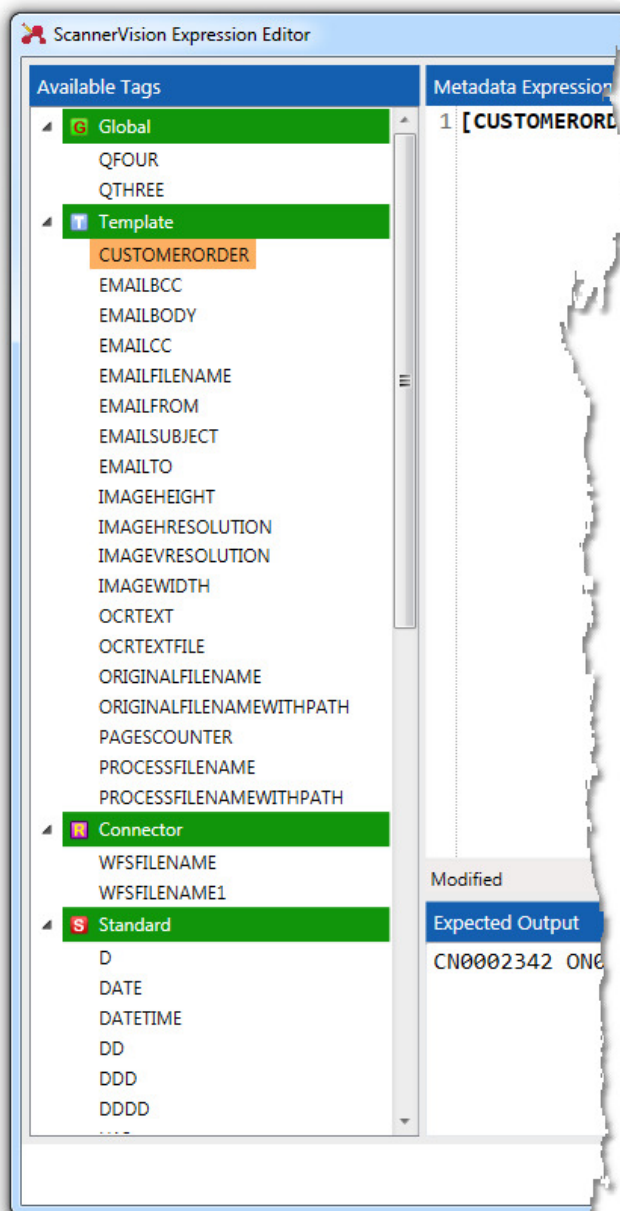 ScannerVision Expression Editor
Available Tags
Global
QFOUR
QTHREE
Template
CUSTOMERORDER
EMAILBCC
EMAILBODY
EMAILCC
EMAILFILENAME
EMAILFROM
EMAILSUBJECT
EMAILTO
IMAGEHEIGHT
IMAGEHRESOLUTION
IMAGEVRESOLUTION
IMAGEWIDTH
OCRTEXT
OCRTEXTFILE
ORIGINALFILENAME
ORIGINALFILENAMEWITHPATH
PAGESCOUNTER
PROCESSFILENAME
PROCESSFILENAMEWITHPATH
Connector
WFSFILENAME
WFSFILENAME1
Standard
D
DATE
DATETIME
DD
DDD
DDDD
Metadata Expression
1 [CUSTOMERORD
Modified
Expected Output
CN0002342 ON0